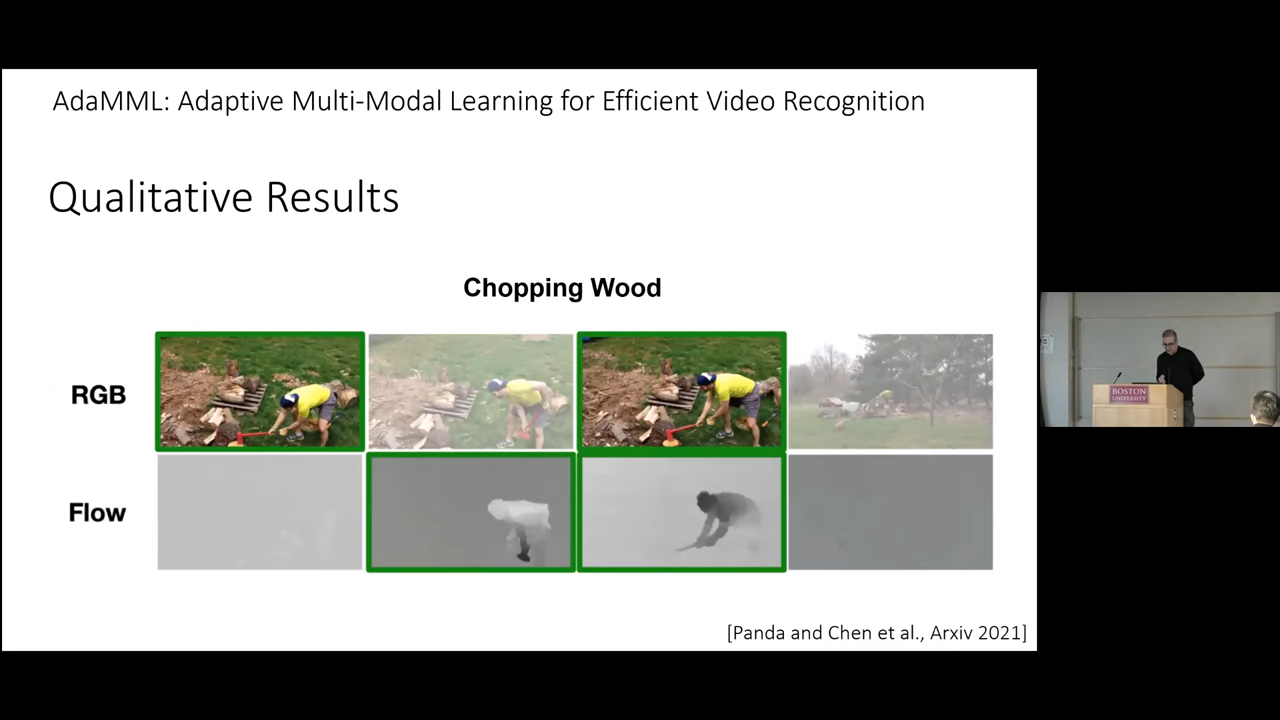 AdaMML: Adaptive Multi-Modal Learning for Efficient Video Recognition
Qualitative Results
Chopping Wood
RGB
Flow
[Panda and Chen et al., Arxiv 2021]
BOSTON
UNIVERSITY